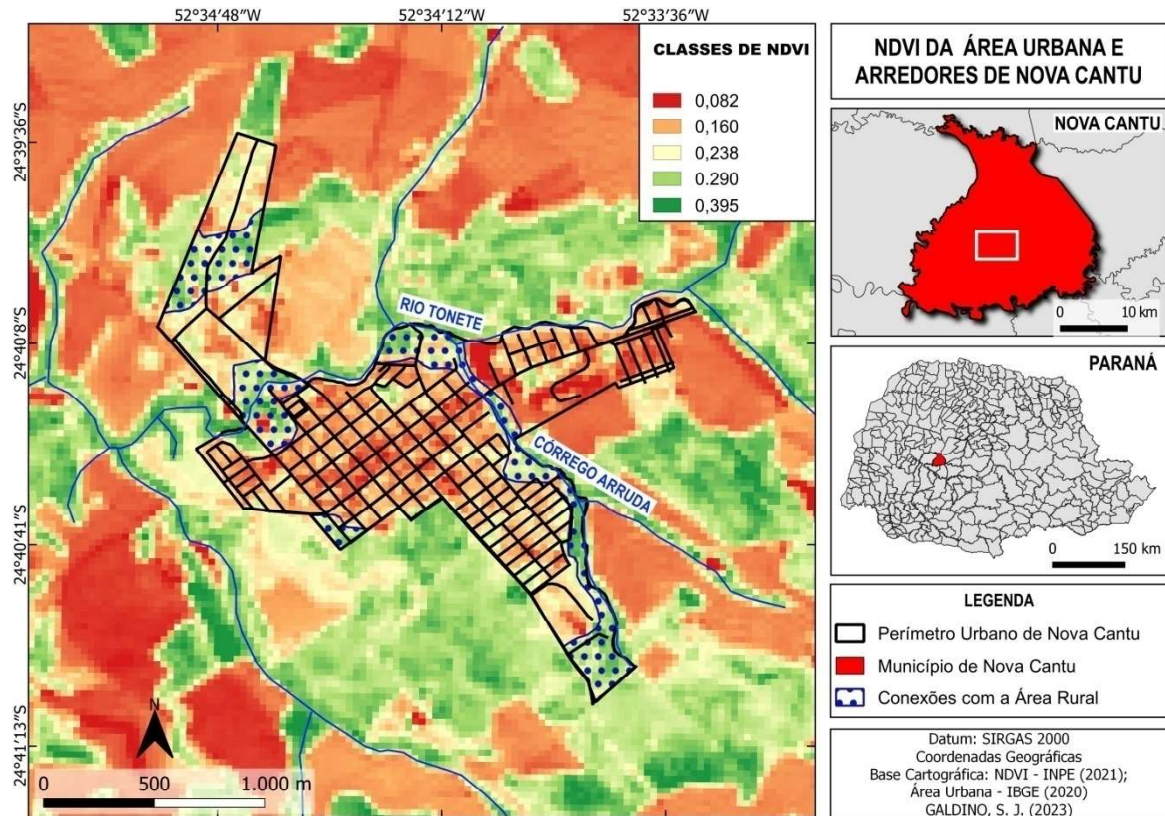 52°34'48"W
52°34'12"W
52°33'36"W
24°39'36"S
24°40'8"S
24°40'41"S
24°41'13"S
CLASSES DE NDVI
0,082
0,160
0,238
0.290
0,395
RIO TONETE
CÓRREGO ARRUDA
N
0 500 1.000 m
NDVI DA ÁREA URBANA E
ARREDORES DE NOVA CANTU
NOVA CANTU
0 10 km
PARANÁ
0 150 km
LEGENDA
Perímetro Urbano de Nova Cantu
Município de Nova Cantu
Conexões com a Área Rural
Datum: SIRGAS 2000
Coordenadas Geográficas
Base Cartográfica: NDVI - INPE (2021);
Área Urbana - IBGE (2020)
GALDINO, S. J. (2023)